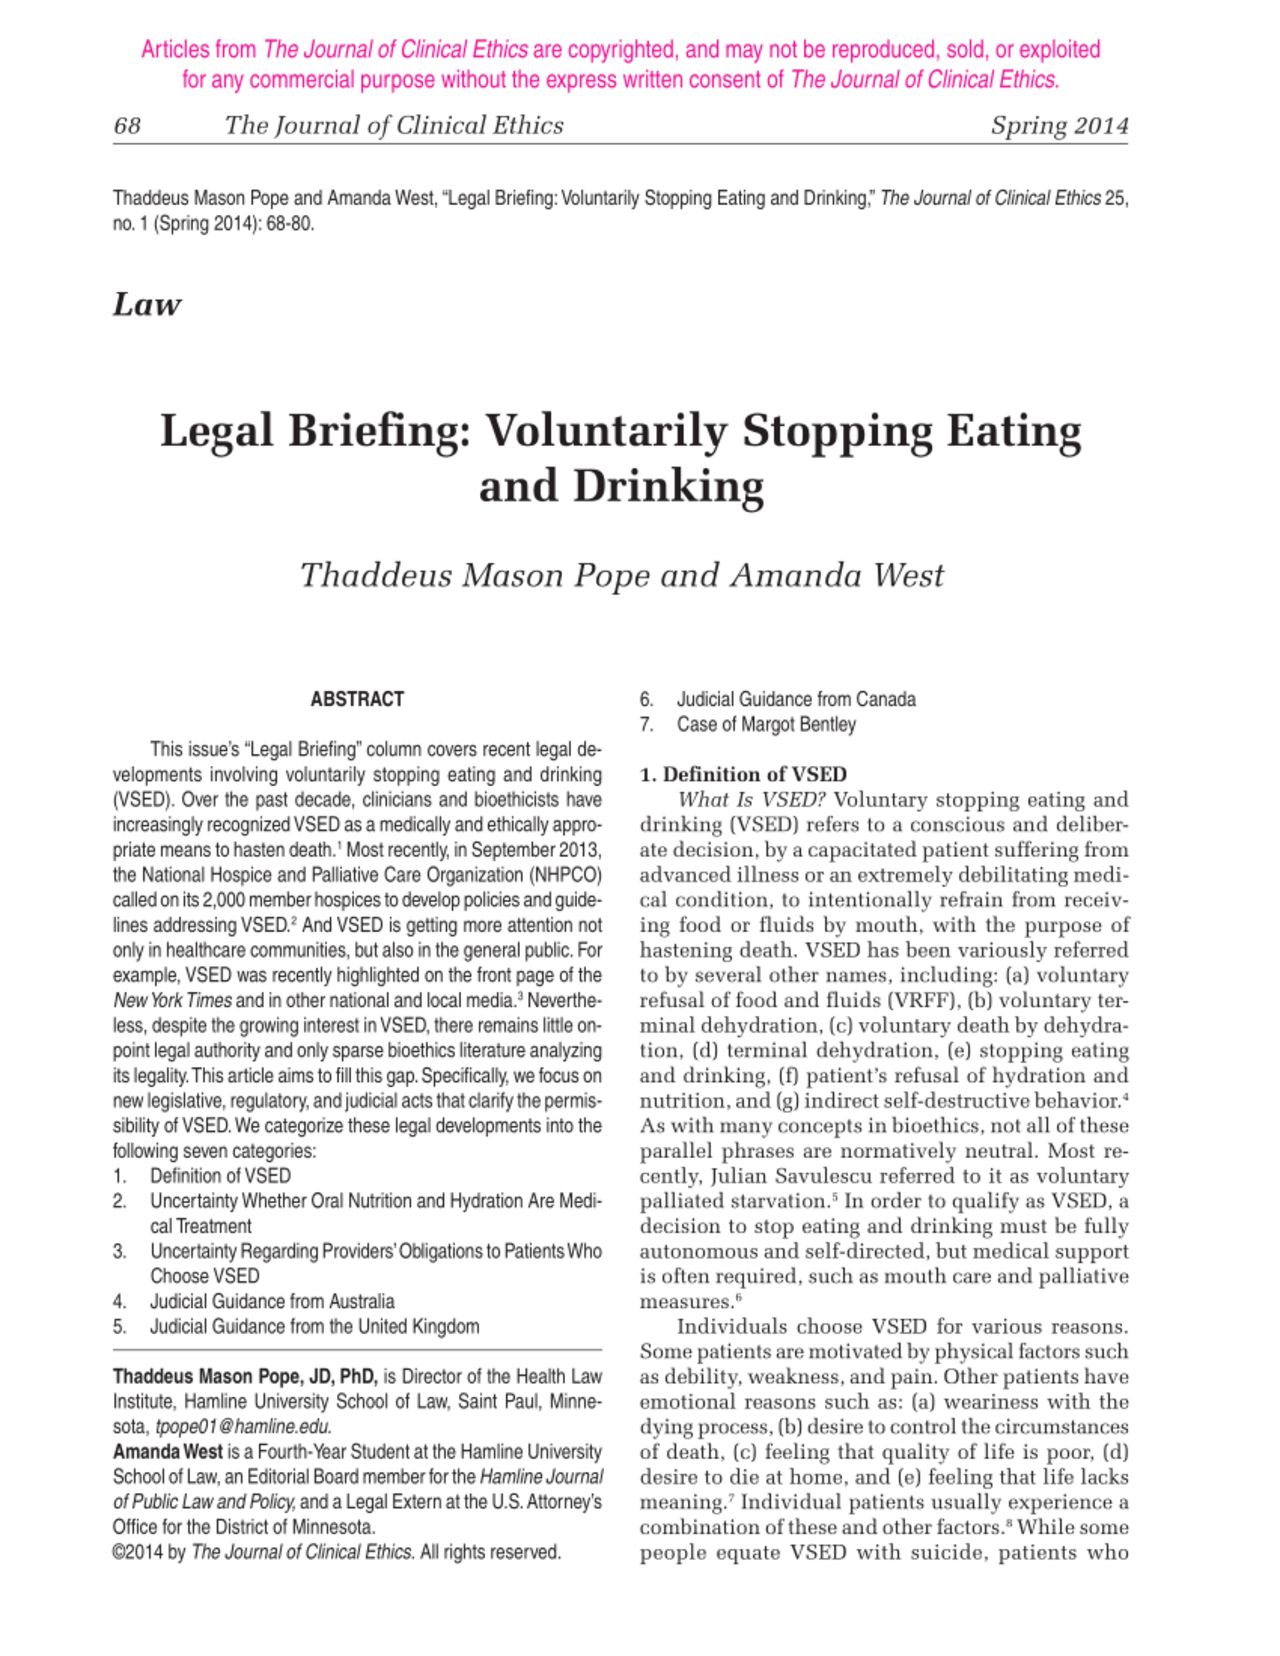 Articles from The Journal of Clinical Ethics are copyrighted, and may not be reproduced, sold, or exploited
for any commercial purpose without the express written consent of The Journal of Clinical Ethics.
68 The Journal of Clinical Ethics Spring 2014
Thaddeus Mason Pope and Amanda West, “Legal Briefing: Voluntarily Stopping Eating and Drinking,” The Journal of Clinical Ethics 25,
no. 1 (Spring 2014): 68-80.
Law
Legal Briefing: Voluntarily Stopping Eating
and Drinking
Thaddeus Mason Pope and Amanda West
ABSTRACT
This issue’s “Legal Briefing” column covers recent legal de-
velopments involving voluntarily stopping eating and drinking
(VSED). Over the past decade, clinicians and bioethicists have
increasingly recognized VSED as a medically and ethically appro-
priate means to hasten death.1 Most recently, in September 2013,
the National Hospice and Palliative Care Organization (NHPCO)
called on its 2,000 member hospices to develop policies and guide-
lines addressing VSED.2 And VSED is getting more attention not
only in healthcare communities, but also in the general public. For
example, VSED was recently highlighted on the front page of the
New York Times and in other national and local media.3 Neverthe-
less, despite the growing interest in VSED, there remains little on-
point legal authority and only sparse bioethics literature analyzing
its legality. This article aims to fill this gap. Specifically, we focus on
new legislative, regulatory, and judicial acts that clarify the permis-
sibility of VSED. We categorize these legal developments into the
following seven categories:
1. Definition of VSED
2. Uncertainty Whether Oral Nutrition and Hydration Are Medi-
cal Treatment
3. Uncertainty Regarding Providers’ Obligations to Patients Who
Choose VSED
4. Judicial Guidance from Australia
5. Judicial Guidance from the United Kingdom
Thaddeus Mason Pope, JD, PhD, is Director of the Health Law
Institute, Hamline University School of Law, Saint Paul, Minne-
sota, tpope01@hamline.edu.
Amanda West is a Fourth-Year Student at the Hamline University
School of Law, an Editorial Board member for the Hamline Journal
of Public Law and Policy, and a Legal Extern at the U.S. Attorney’s
Office for the District of Minnesota.
©2014 by The Journal of Clinical Ethics. All rights reserved.
6. Judicial Guidance from Canada
7. Case of Margot Bentley
1. Definition of VSED
What Is VSED? Voluntary stopping eating and
drinking (VSED) refers to a conscious and deliber-
ate decision, by a capacitated patient suffering from
advanced illness or an extremely debilitating medi-
cal condition, to intentionally refrain from receiv-
ing food or fluids by mouth, with the purpose of
hastening death. VSED has been variously referred
to by several other names, including: (a) voluntary
refusal of food and fluids (VRFF), (b) voluntary ter-
minal dehydration, (c) voluntary death by dehydra-
tion, (d) terminal dehydration, (e) stopping eating
and drinking, (f) patient’s refusal of hydration and
nutrition, and (g) indirect self-destructive behavior.4
As with many concepts in bioethics, not all of these
parallel phrases are normatively neutral. Most re-
cently, Julian Savulescu referred to it as voluntary
palliated starvation.5 In order to qualify as VSED, a
decision to stop eating and drinking must be fully
autonomous and self-directed, but medical support
is often required, such as mouth care and palliative
measures.6
Individuals choose VSED for various reasons.
Some patients are motivated by physical factors such
as debility, weakness, and pain. Other patients have
emotional reasons such as: (a) weariness with the
dying process, (b) desire to control the circumstances
of death, (c) feeling that quality of life is poor, (d)
desire to die at home, and (e) feeling that life lacks
meaning.7 Individual patients usually experience a
combination of these and other factors.8 While some
people equate VSED with suicide, patients who